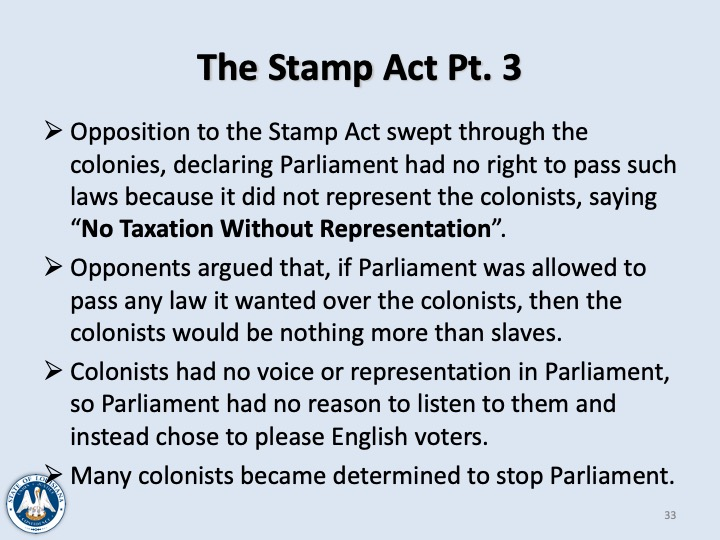 The Stamp Act Pt. 3
➢ Opposition to the Stamp Act swept through the
colonies, declaring Parliament had no right to pass such
laws because it did not represent the colonists, saying
“No Taxation Without Representation”.
➢ Opponents argued that, if Parliament was allowed to
pass any law it wanted over the colonists, then the
colonists would be nothing more than slaves.
➢ Colonists had no voice or representation in Parliament,
so Parliament had no reason to listen to them and
instead chose to please English voters.
➢ Many colonists became determined to stop Parliament.
STATE OF LOUISIANA
CONFIDENCE
33